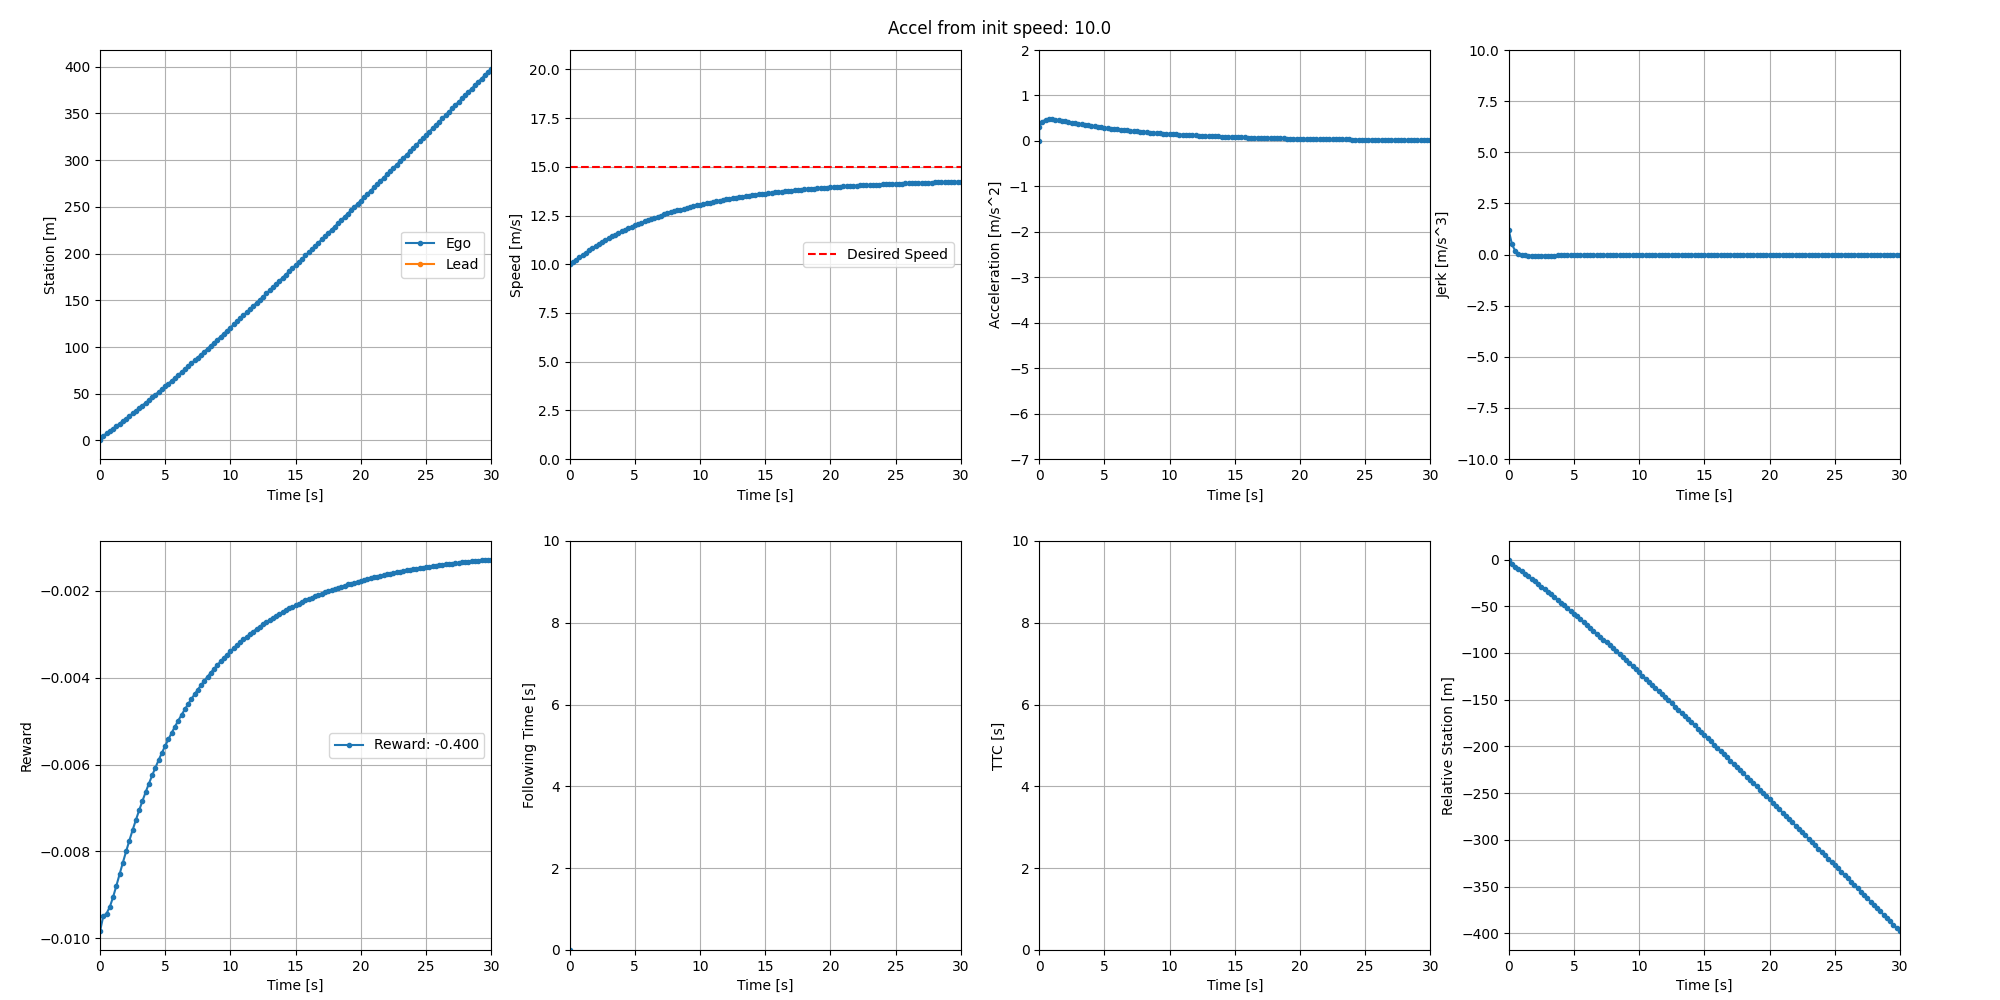 Accel from init speed: 10.0
400
350
300
250
200
150
100
50
0
Station [m]
Ego
Lead
0 5 10 15 20 25 30
Time [s]
20.0
17.5
15.0
12.5
10.0
7.5
5.0
2.5
0.0
Speed [m/s]
Desired Speed
0 5 10 15 20 25 30
Time [s]
2
1
0
−1
−2
−3
−4
−5
−6
−7
Acceleration [m/s^2]
0 5 10 15 20 25 30
Time [s]
10.0
7.5
5.0
2.5
0.0
−2.5
−5.0
−7.5
−10.0
Jerk [m/s^3]
0 5 10 15 20 25 30
Time [s]
−0.002
−0.004
−0.006
−0.008
−0.010
Reward
Reward: -0.400
0 5 10 15 20 25 30
Time [s]
10
8
6
4
2
0
Following Time [s]
0 5 10 15 20 25 30
Time [s]
10
8
6
4
2
0
TTC [s]
0 5 10 15 20 25 30
Time [s]
0
−50
−100
−150
−200
−250
−300
−350
−400
Relative Station [m]
0 5 10 15 20 25 30
Time [s]